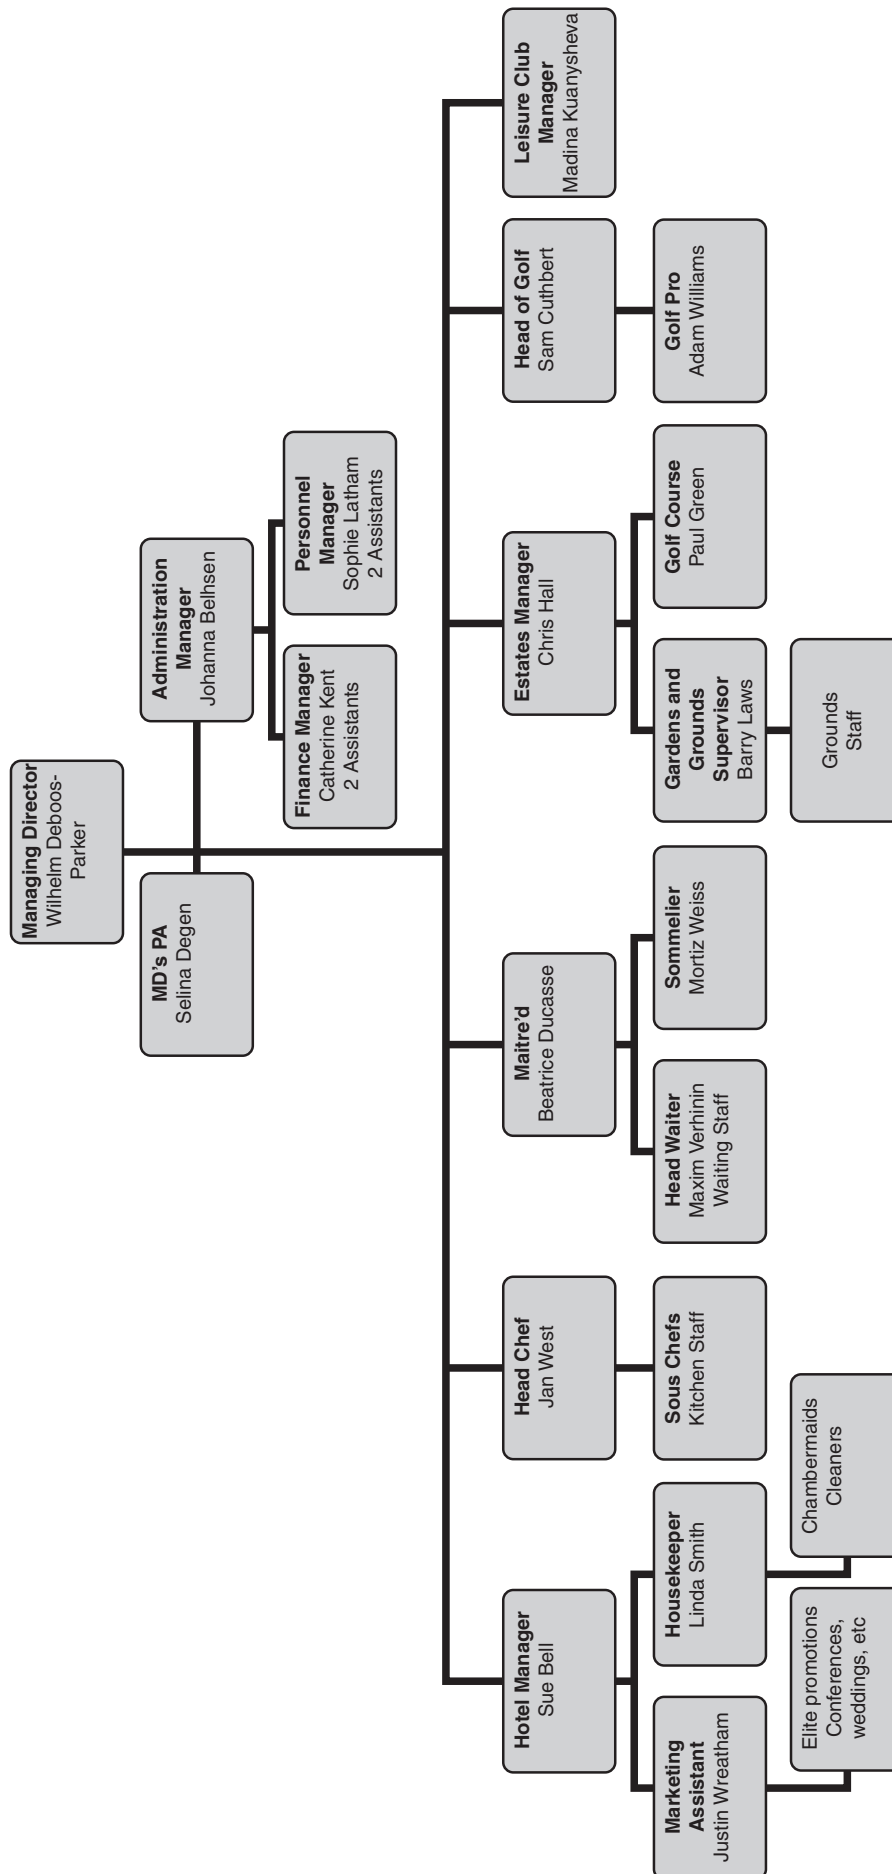 Managing Director
Wilhelm Deboos-
Parker
MD's PA
Selina Degen
Administration
Manager
Johanna Belhsen
Finance Manager
Catherine Kent
2 Assistants
Personnel
Manager
Sophie Latham
2 Assistants
Hotel Manager
Sue Bell
Head Chef
Jan West
Maitre'd
Beatrice Ducasse
Estates Manager
Chris Hall
Head of Golf
Sam Cuthbert
Leisure Club
Manager
Madina Kuanysheva
Marketing
Assistant
Justin Wreatham
Housekeeper
Linda Smith
Sous Chefs
Kitchen Staff
Head Waiter
Maxim Verhinin
Waiting Staff
Sommelier
Mortiz Weiss
Gardens and
Grounds
Supervisor
Barry Laws
Golf Course
Paul Green
Golf Pro
Adam Williams
Elite promotions
Conferences,
weddings, etc
Chambermaids
Cleaners
Grounds
Staff